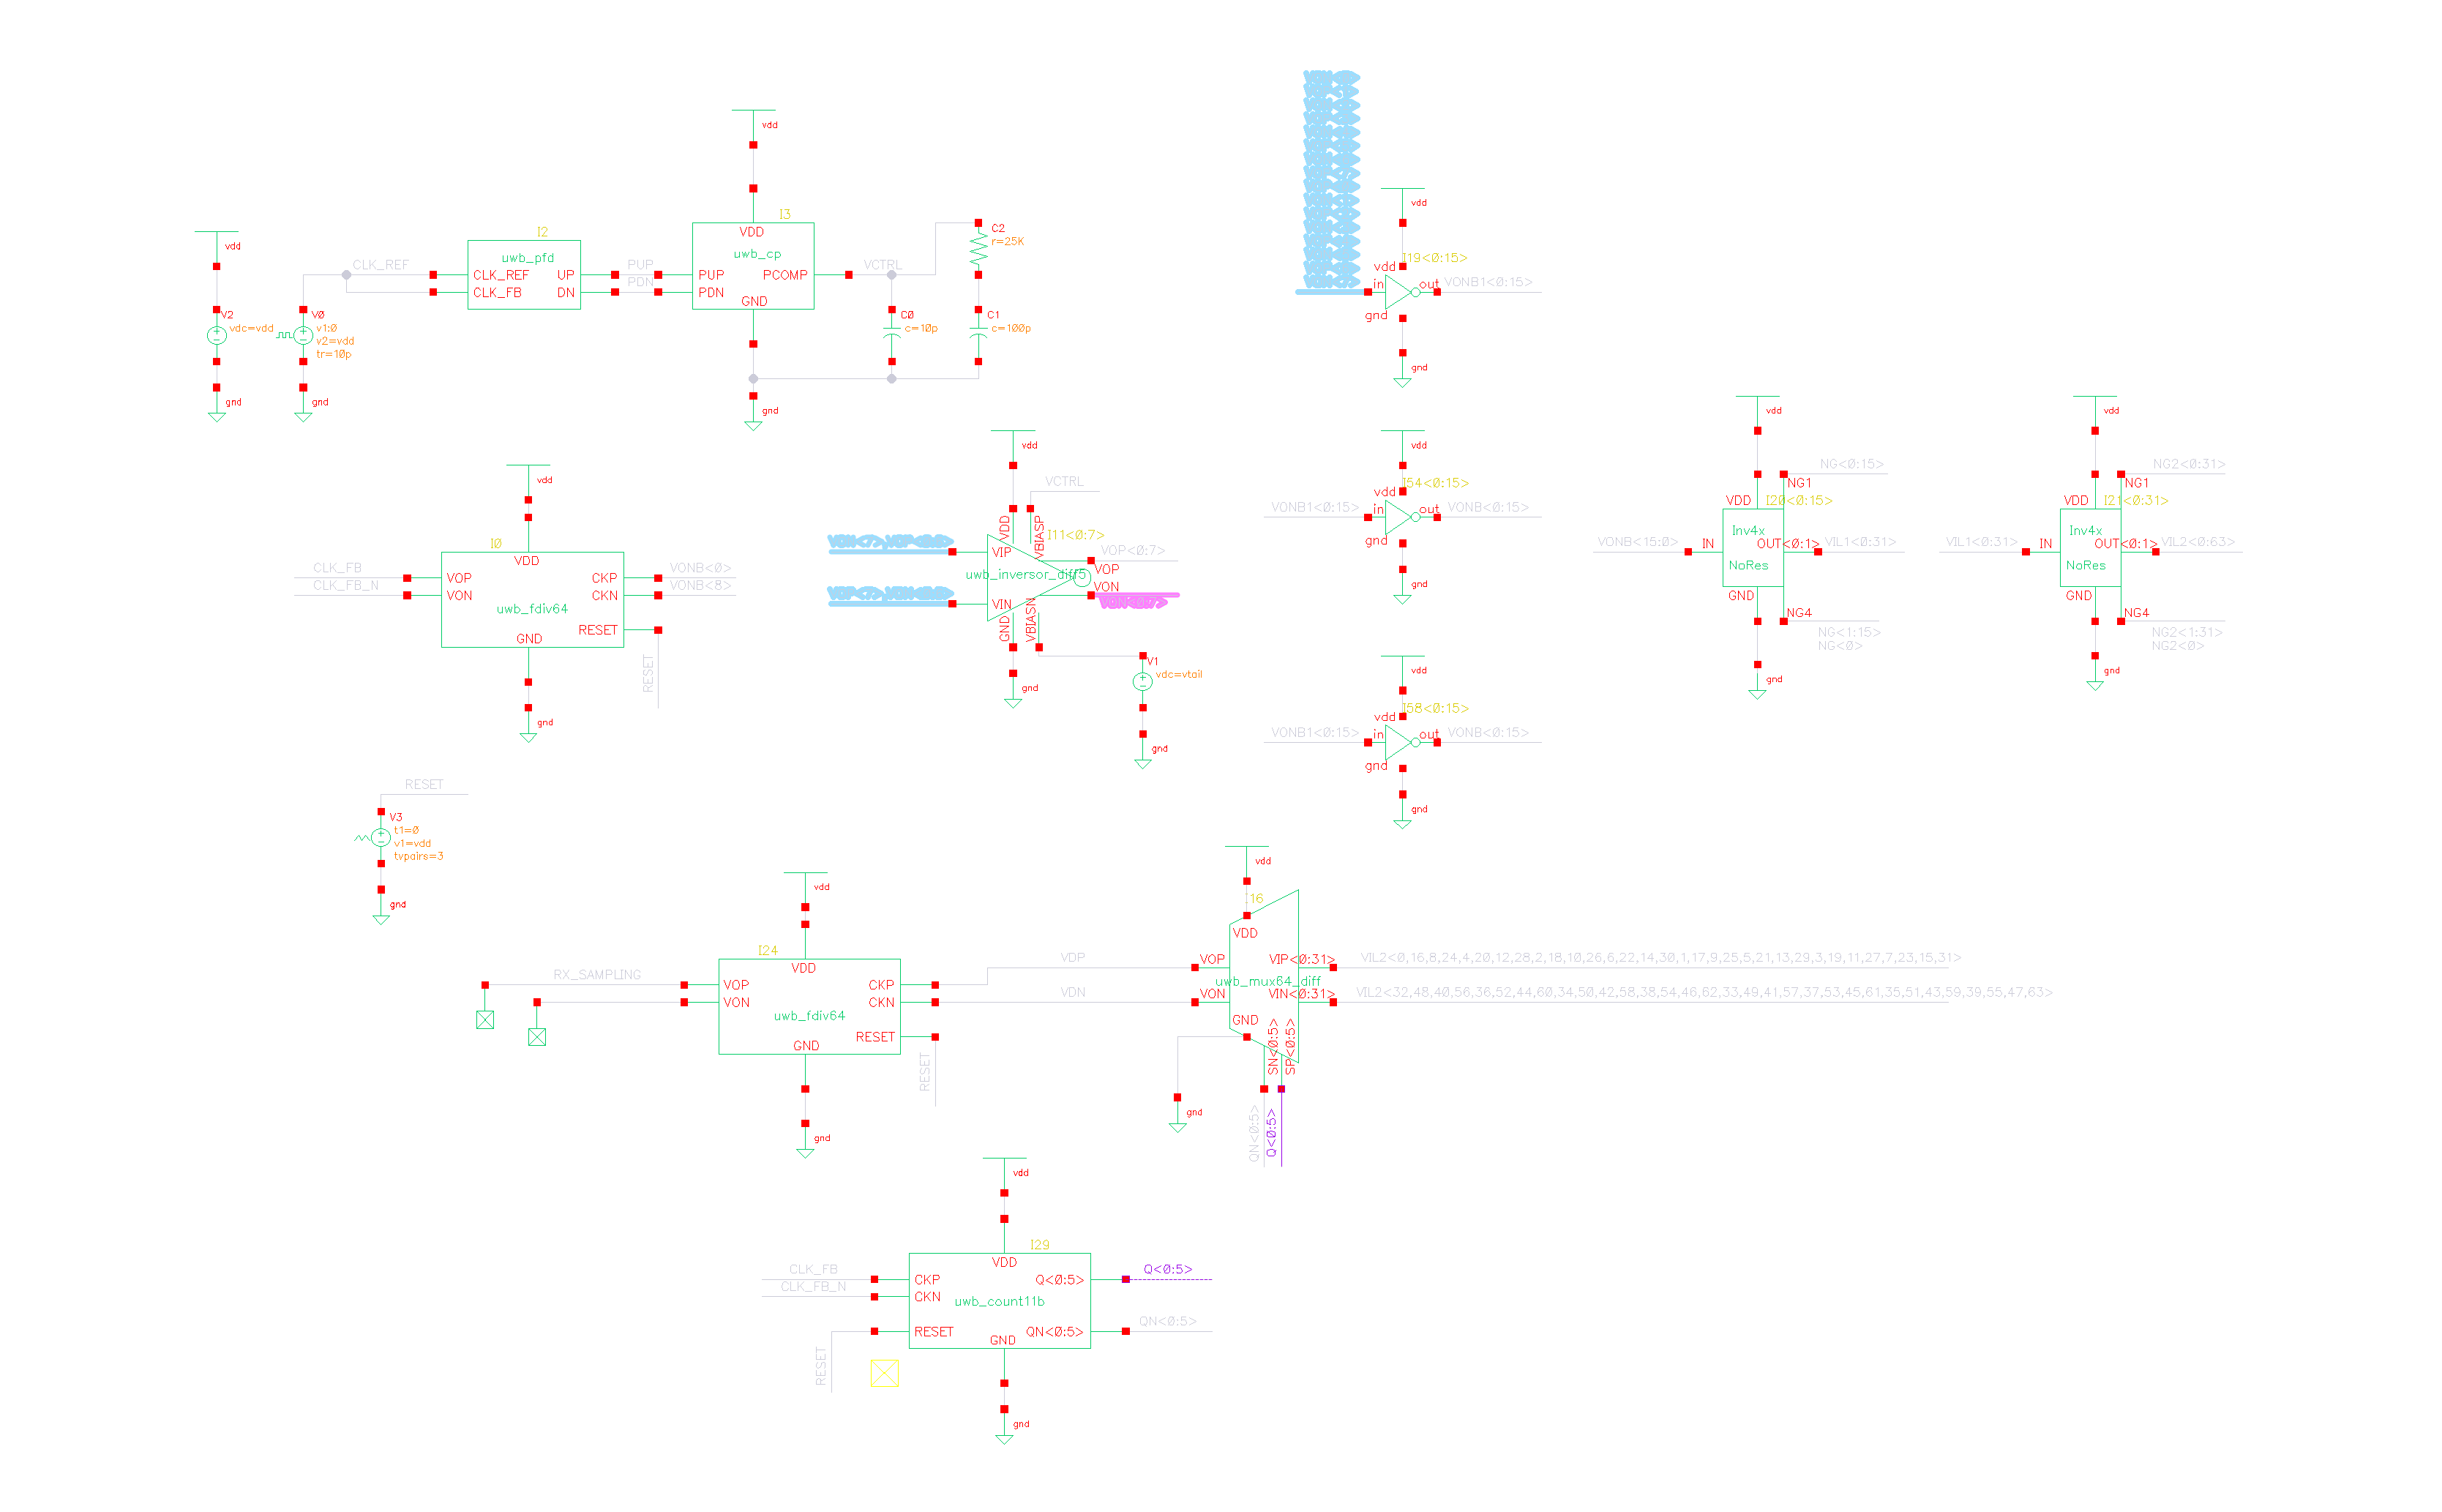 vdd
I3
VDD
uwb_cp
PUP
PCOMP
PDN
GND
gnd
vdd
V2
vdc=vdd
gnd
V0
v1:0
v2=vdd
tr=10p
gnd
CLK_REF
I2
uwb_pfd
CLK_REF
UP
CLK_FB
DN
PUP
PDN
VCTRL
C2
r=25K
C0
c=10p
C1
c=100p
vdd
I19<0:15>
vdd
in
out
VONB1<0:15>
gnd
gnd
vdd
I54<0:15>
vdd
VONB1<0:15>
in
out
VONB<0:15>
gnd
gnd
vdd
I58<0:15>
vdd
VONB1<0:15>
in
out
VONB<0:15>
gnd
gnd
vdd
NG<0:15>
NG1
VDD
I20<0:15>
Inv4x
VONB<15:0>
IN
OUT<0:1>
VIL1<0:31>
NoRes
GND
NG4
NG<1:15>
NG<0>
gnd
vdd
NG2<0:31>
NG1
VDD
I21<0:31>
Inv4x
VIL1<0:31>
IN
OUT<0:1>
VIL2<0:63>
NoRes
GND
NG4
NG2<1:31>
NG2<0>
gnd
vdd
I0
VDD
CLK_FB
VOP
CKP
VONB<0>
CLK_FB_N
VON
CKN
VONB<8>
uwb_fdiv64
RESET
GND
RESET
gnd
vdd
VCTRL
VDD
VBIASP
I11<0:7>
VIP
VOP<0:7>
uwb_inversor_diff5
VOP
VON
VIN
VON<0:7>
GND
VBIASN
gnd
V1
vdc=vtail
gnd
RESET
V3
t1=0
v1=vdd
tvpairs=3
gnd
vdd
I24
VDD
RX_SAMPLING
VOP
CKP
VON
CKN
uwb_fdiv64
RESET
GND
RESET
gnd
VDP
VDN
vdd
I16
VDD
VOP
VIP<0:31>
VIL2<0,16,8,24,4,20,12,28,2,18,10,26,6,22,14,30,1,17,9,25,5,21,13,29,3,19,11,27,7,23,15,31>
uwb_mux64_diff
VON
VIN<0:31>
VIL2<32,48,40,56,36,52,44,60,34,50,42,58,38,54,46,62,33,49,41,57,37,53,45,61,35,51,43,59,39,55,47,63>
GND
SN<0:5>
SP<0:5>
gnd
QN<0:5>
Q<0:5>
vdd
I29
VDD
CLK_FB
CKP
Q<0:5>
Q<0:5>
CLK_FB_N
CKN
uwb_count11b
RESET
QN<0:5>
QN<0:5>
GND
RESET
gnd